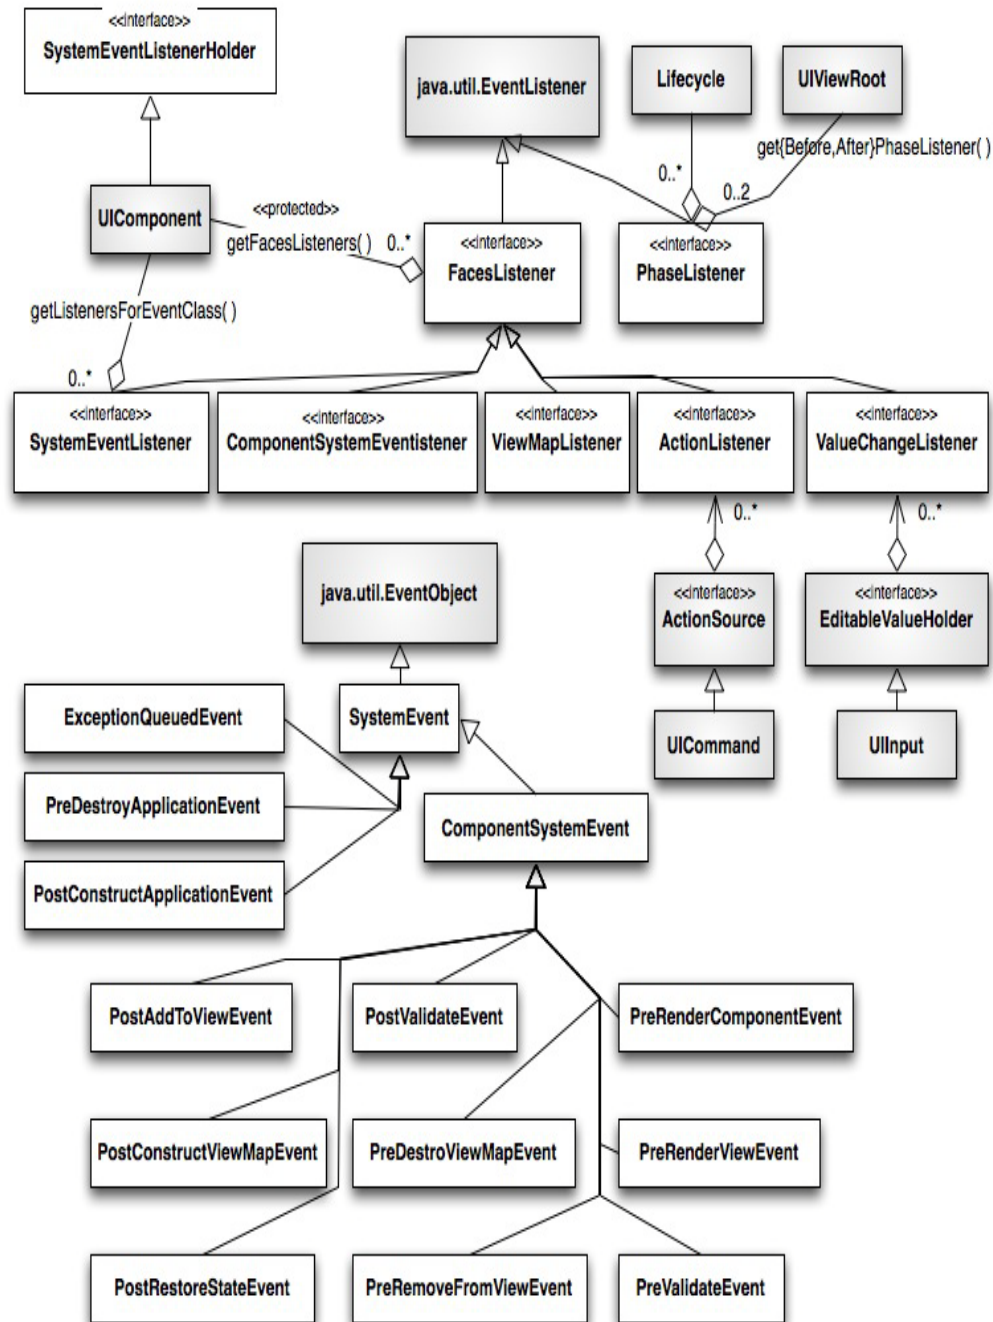 <<interface>>
SystemEventListenerHolder
java.util.EventListener
Lifecycle
UIViewRoot
get{Before,After}PhaseListener( )
0..*
0..2
UIComponent
<<protected>>
getFacesListeners( )
0..*
<<interface>>
FacesListener
<<interface>>
PhaseListener
getListenersForEventClass( )
0..*
<<interface>>
SystemEventListener
<<interface>>
ComponentSystemEventistener
<<interface>>
ViewMapListener
<<interface>>
ActionListener
<<interface>>
ValueChangeListener
0..*
0..*
java.util.EventObject
<<interface>>
ActionSource
<<interface>>
EditableValueHolder
ExceptionQueuedEvent
SystemEvent
UICommand
UIInput
PreDestroyApplicationEvent
ComponentSystemEvent
PostConstructApplicationEvent
PostAddToViewEvent
PostValidateEvent
PreRenderComponentEvent
PostConstructViewMapEvent
PreDestroViewMapEvent
PreRenderViewEvent
PostRestoreStateEvent
PreRemoveFromViewEvent
PreValidateEvent